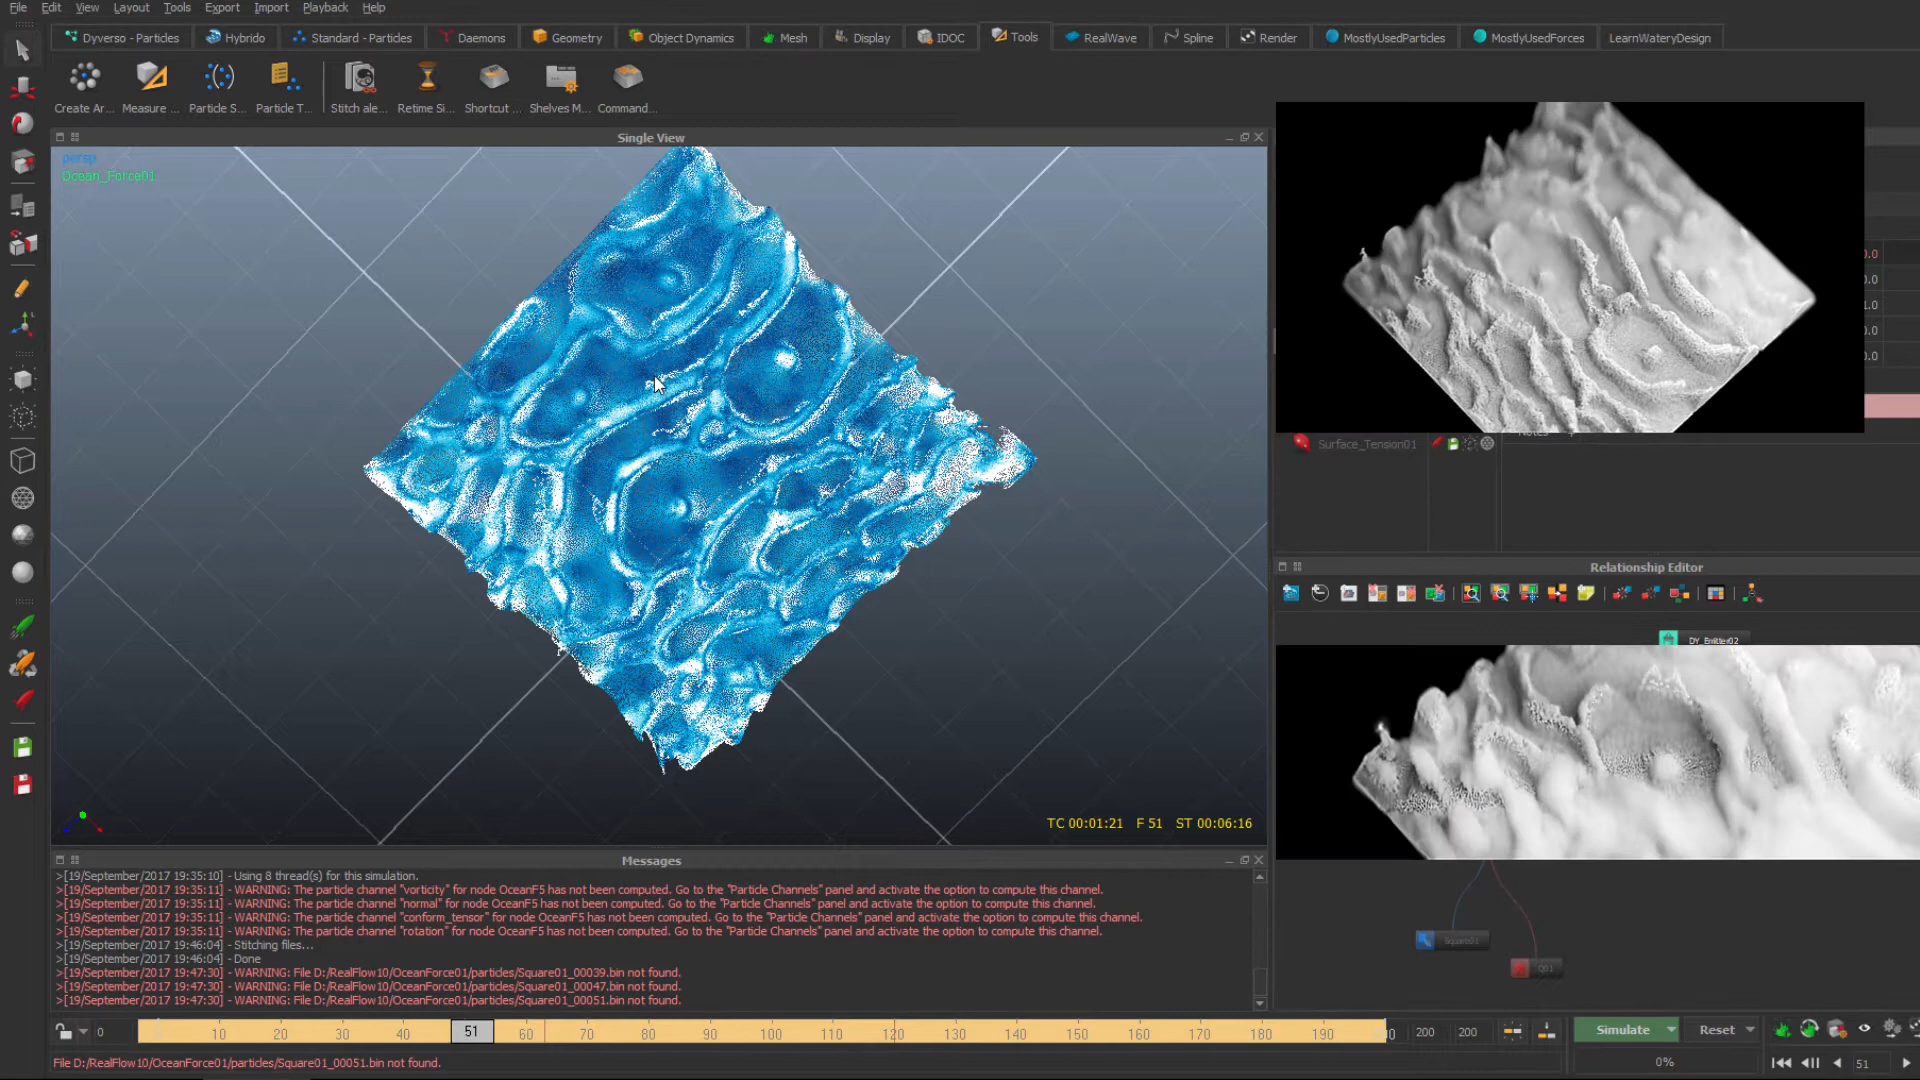 File Edit View Layout Tools Export Import Playback Help
Dyverso - Particles Hybrido Standard - Particles Daemons Geometry Object Dynamics Mesh Display IDOC Tools RealWave Spline Render MostlyUsedParticles MostlyUsedForces LearnWateryDesign
Create Ar... Measure ... Particle S... Particle T... Stitch ale... Retime Si... Shortcut ... Shelves M... Command...
Single View
persp
Ocean_Force01
TC 00:01:21 F 51 ST 00:06:16
0.0
0.0
1.0
0.0
0.0
Surface_Tension01
Relationship Editor
DY_Emitter02
Square01
Messages
>[19/September/2017 19:35:10] - Using 8 thread(s) for this simulation.
>[19/September/2017 19:35:11] - WARNING: The particle channel "vorticity" for node OceanF5 has not been computed. Go to the "Particle Channels" panel and activate the option to compute this channel.
>[19/September/2017 19:35:11] - WARNING: The particle channel "normal" for node OceanF5 has not been computed. Go to the "Particle Channels" panel and activate the option to compute this channel.
>[19/September/2017 19:35:11] - WARNING: The particle channel "conform_tensor" for node OceanF5 has not been computed. Go to the "Particle Channels" panel and activate the option to compute this channel.
>[19/September/2017 19:35:11] - WARNING: The particle channel "rotation" for node OceanF5 has not been computed. Go to the "Particle Channels" panel and activate the option to compute this channel.
>[19/September/2017 19:46:04] - Stitching files...
>[19/September/2017 19:46:04] - Done
>[19/September/2017 19:47:30] - WARNING: File D:/RealFlow10/OceanForce01/particles/Square01_00039.bin not found.
>[19/September/2017 19:47:30] - WARNING: File D:/RealFlow10/OceanForce01/particles/Square01_00047.bin not found.
>[19/September/2017 19:47:30] - WARNING: File D:/RealFlow10/OceanForce01/particles/Square01_00051.bin not found.
0 10 20 30 40 51 60 70 80 90 100 110 120 130 140 150 160 170 180 190 200 200
Simulate Reset
File D:/RealFlow10/OceanForce01/particles/Square01_00051.bin not found.
0% 51